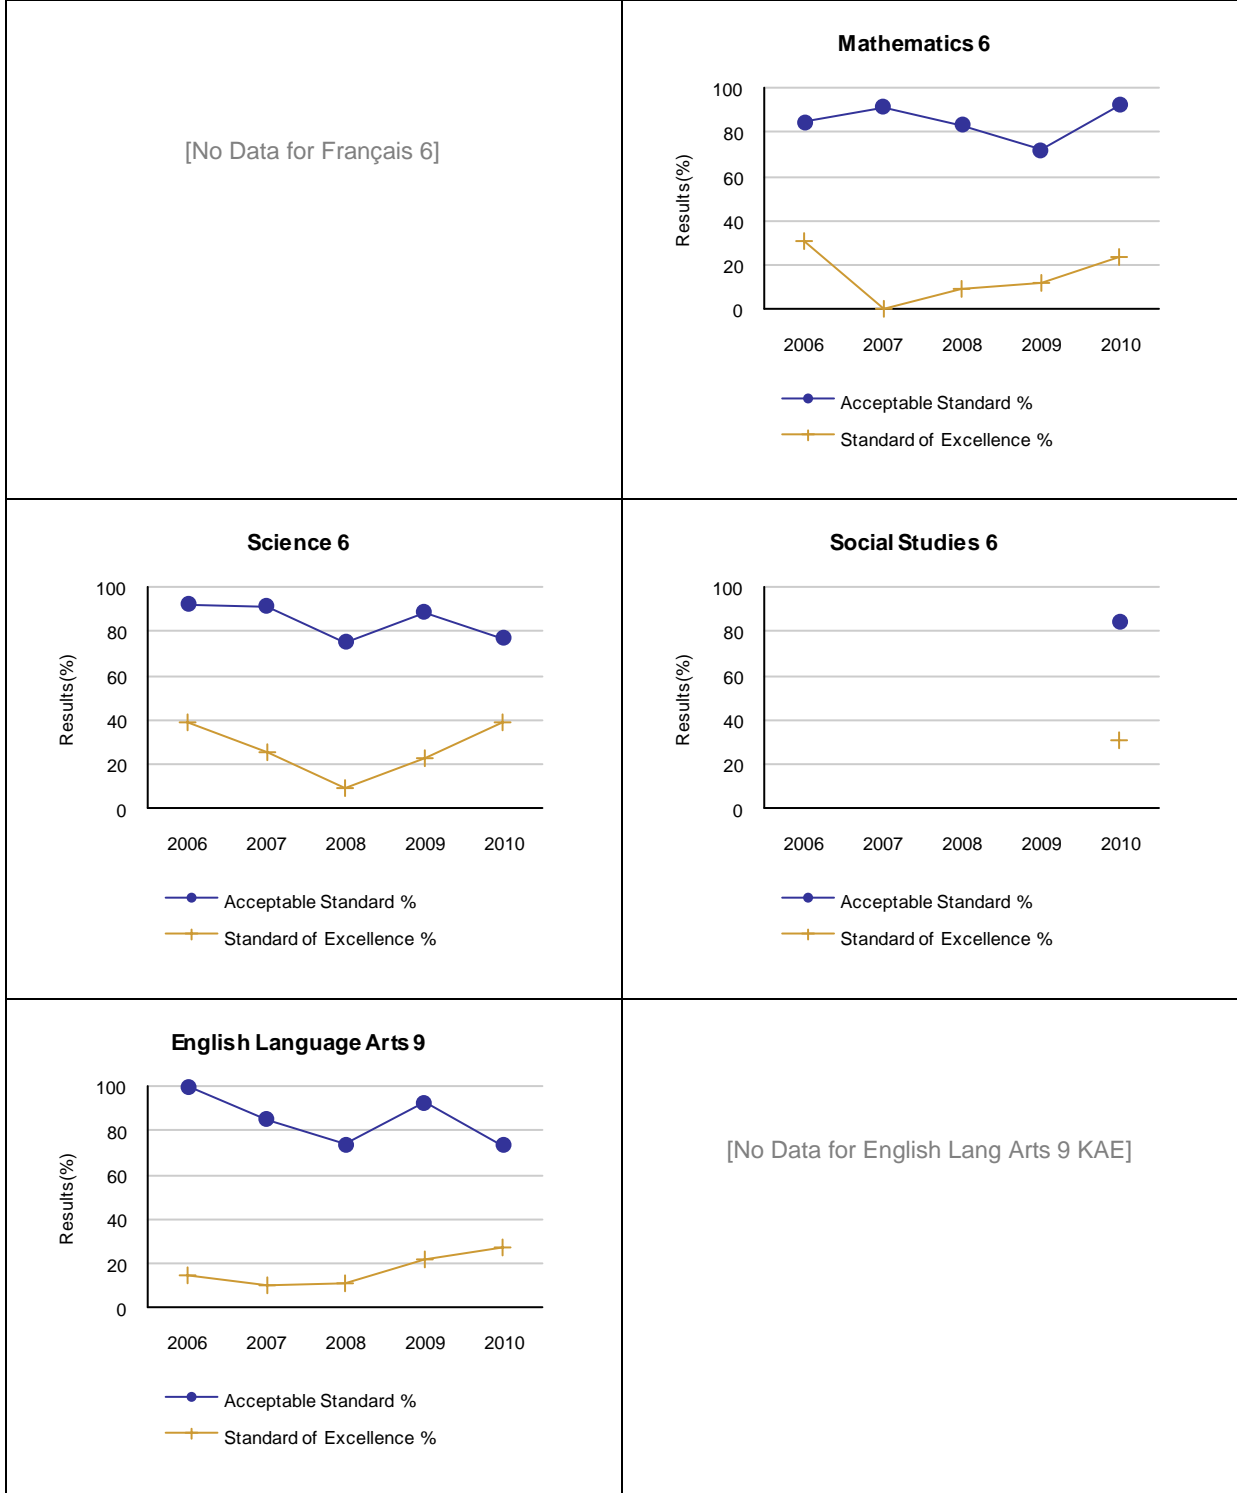 [No Data for Français 6]
Mathematics 6
Results(%)
100
80
60
40
20
0
2006 2007 2008 2009 2010
Acceptable Standard %
Standard of Excellence %
Science 6
Results(%)
100
80
60
40
20
0
2006 2007 2008 2009 2010
Acceptable Standard %
Standard of Excellence %
Social Studies 6
Results(%)
100
80
60
40
20
0
2006 2007 2008 2009 2010
Acceptable Standard %
Standard of Excellence %
English Language Arts 9
Results(%)
100
80
60
40
20
0
2006 2007 2008 2009 2010
Acceptable Standard %
Standard of Excellence %
[No Data for English Lang Arts 9 KAE]